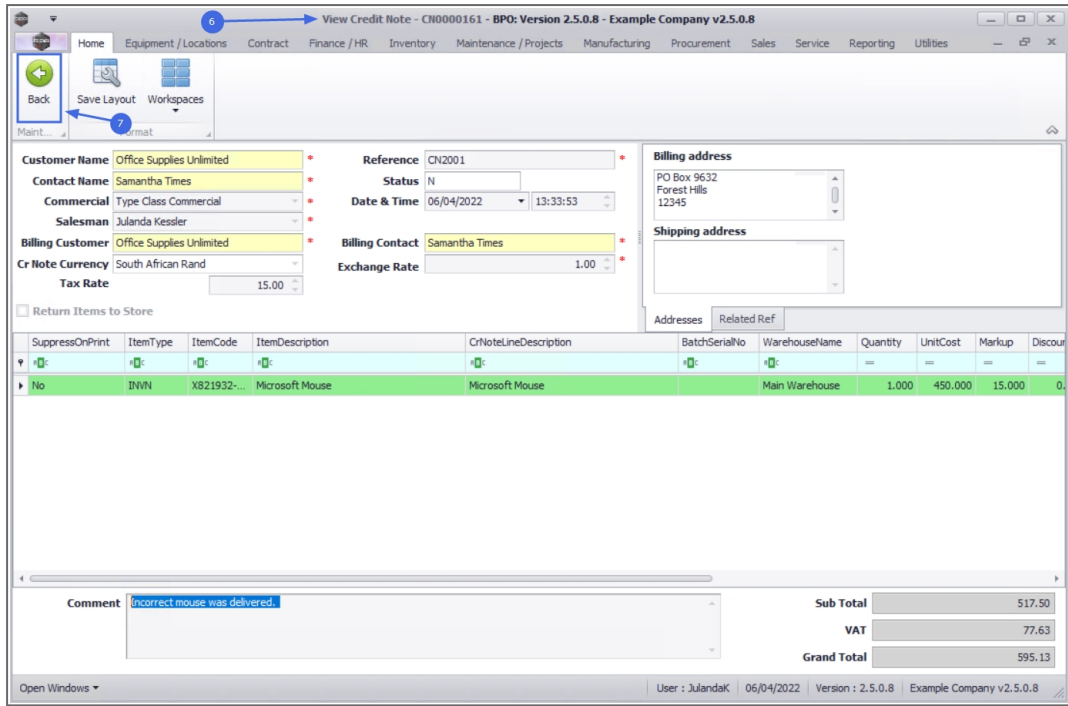 6
View Credit Note - CN0000161 - BPO: Version 2.5.0.8 - Example Company v2.5.0.8
Home Equipment / Locations Contract Finance / HR Inventory Maintenance / Projects Manufacturing Procurement Sales Service Reporting Utilities
Back Save Layout Workspaces
7
Maint... Format
Customer Name Office Supplies Unlimited * Reference CN2001 *
Contact Name Samantha Times * Status N
Commercial Type Class Commercial * Date & Time 06/04/2022 13:33:53
Salesman Julanda Kessler *
Billing Customer Office Supplies Unlimited * Billing Contact Samantha Times *
Cr Note Currency South African Rand Exchange Rate 1.00 *
Tax Rate 15.00
Return Items to Store
Billing address
PO Box 9632
Forest Hills
12345
Shipping address
Addresses Related Ref
SuppressOnPrint ItemType ItemCode ItemDescription CrNoteLineDescription BatchSerialNo WarehouseName Quantity UnitCost Markup Discour
No INVN X821932-... Microsoft Mouse Microsoft Mouse Main Warehouse 1.000 450.000 15.000 0.
Comment Incorrect mouse was delivered.
Sub Total 517.50
VAT 77.63
Grand Total 595.13
Open Windows User : JulandaK 06/04/2022 Version : 2.5.0.8 Example Company v2.5.0.8